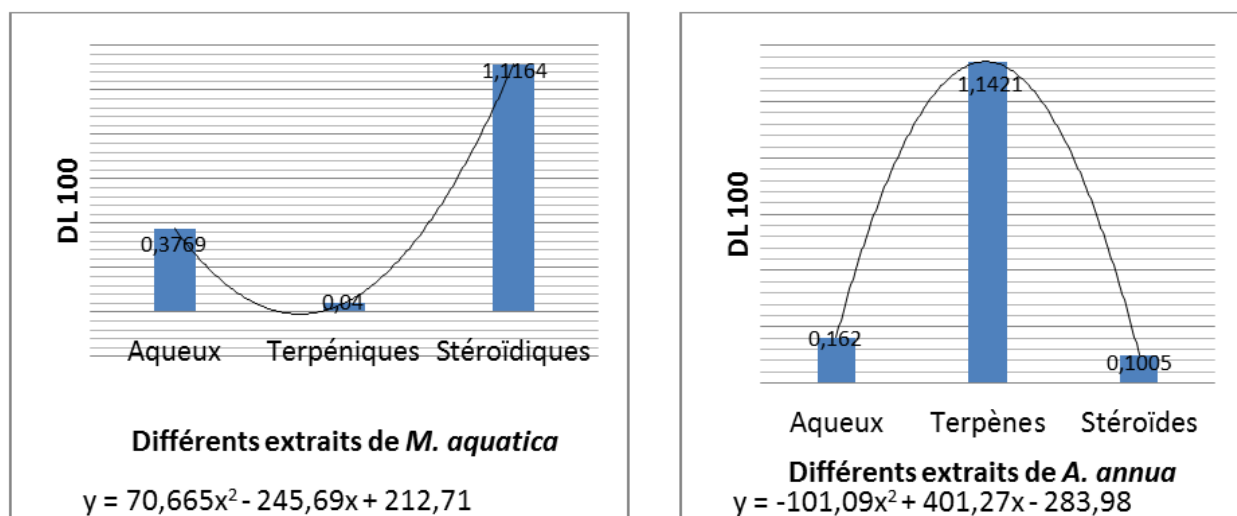 DL 100
1,1164
0,3769
0,04
Aqueux Terpéniques Stéroïdiques
Différents extraits de M. aquatica
y = 70,665x² - 245,69x + 212,71
DL 100
1,1421
0,162
0,1005
Aqueux Terpènes Stéroïdes
Différents extraits de A. annua
y = -101,09x² + 401,27x - 283,98